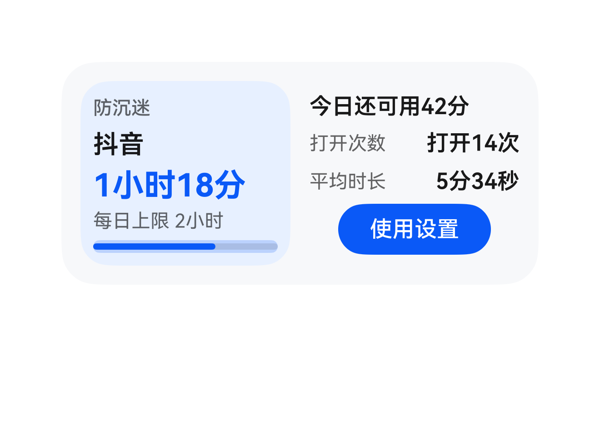 防沉迷
抖音
1小时18分
每日上限 2小时
今日还可用42分
打开次数 打开14次
平均时长 5分34秒
使用设置